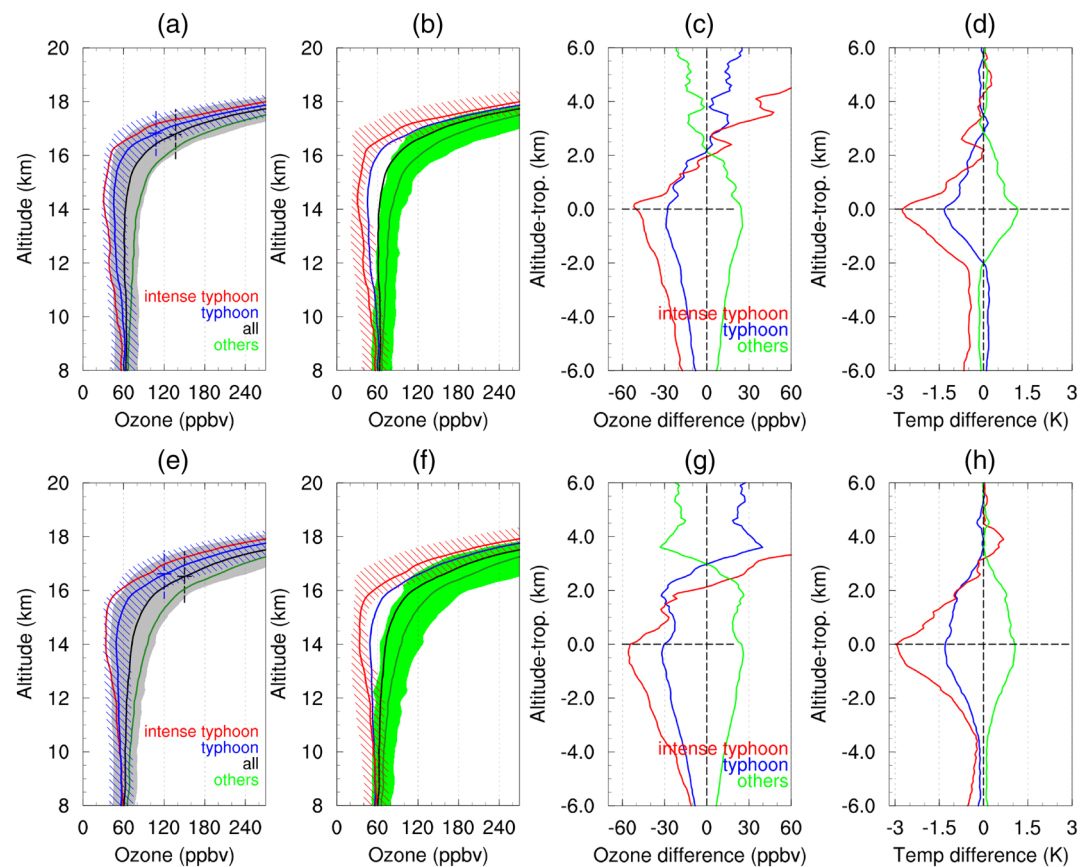 (a) (b) (c) (d)
20 20 6.0 6.0
18 18 4.0 4.0
16 16 2.0 2.0
14 14 0.0 0.0
12 12 -2.0 -2.0
10 10 -4.0 -4.0
8 8 -6.0 -6.0
Altitude (km) Altitude (km) Altitude-trop. (km) Altitude-trop. (km)
intense typhoon
typhoon
all
others
intense typhoon
typhoon
others
0 60 120 180 240 0 60 120 180 240 -60 -30 0 30 60 -3 -1.5 0 1.5 3
Ozone (ppbv) Ozone (ppbv) Ozone difference (ppbv) Temp difference (K)
(e) (f) (g) (h)
20 20 6.0 6.0
18 18 4.0 4.0
16 16 2.0 2.0
14 14 0.0 0.0
12 12 -2.0 -2.0
10 10 -4.0 -4.0
8 8 -6.0 -6.0
Altitude (km) Altitude (km) Altitude-trop. (km) Altitude-trop. (km)
intense typhoon
typhoon
all
others
intense typhoon
typhoon
others
0 60 120 180 240 0 60 120 180 240 -60 -30 0 30 60 -3 -1.5 0 1.5 3
Ozone (ppbv) Ozone (ppbv) Ozone difference (ppbv) Temp difference (K)